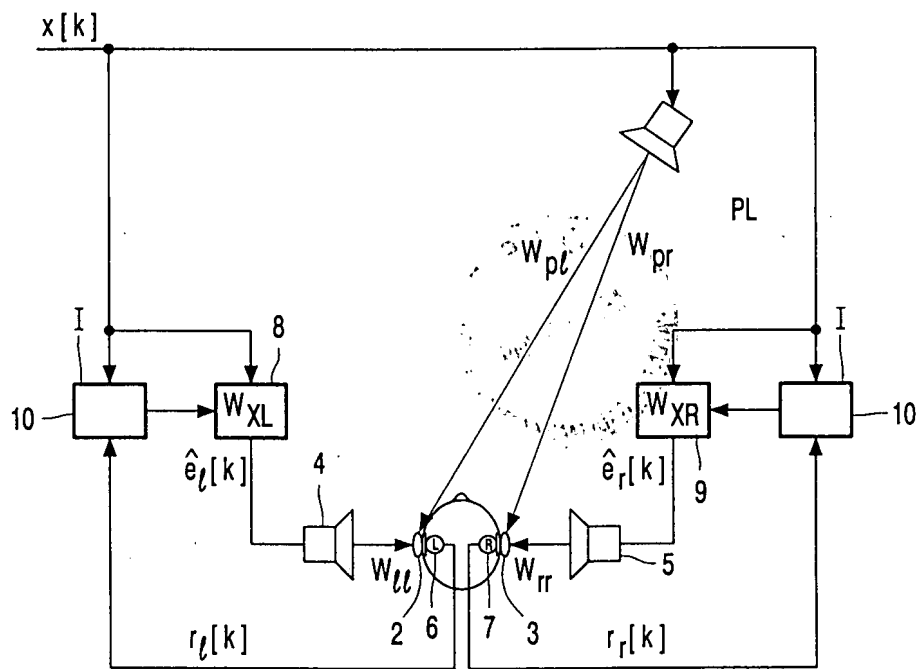 x[k]
PL
W_pℓ W_pr
I 8 I
10 W_XL W_XR 10
ê_ℓ[k] 4 ê_r[k] 9
L R
W_ℓℓ W_rr 5
2 6 7 3
r_ℓ[k] r_r[k]